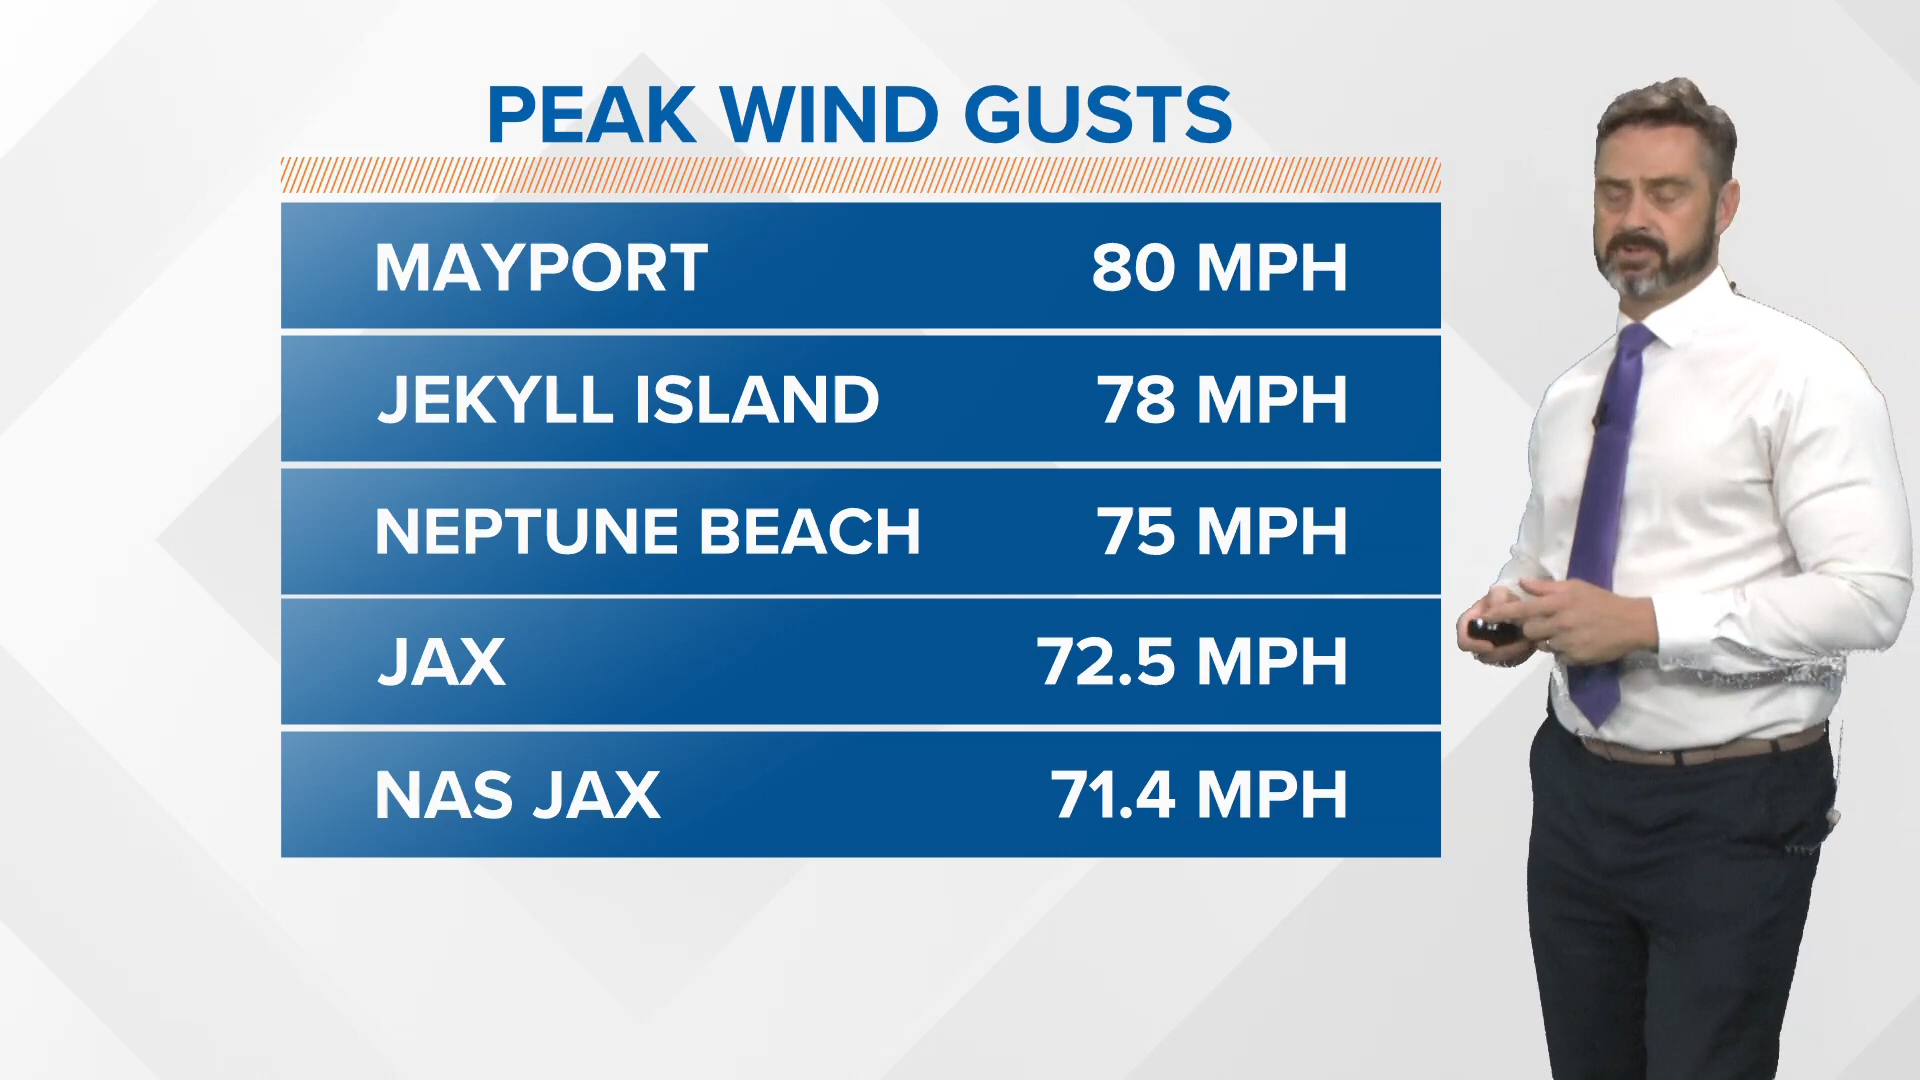 PEAK WIND GUSTS
MAYPORT 80 MPH
JEKYLL ISLAND 78 MPH
NEPTUNE BEACH 75 MPH
JAX 72.5 MPH
NAS JAX 71.4 MPH